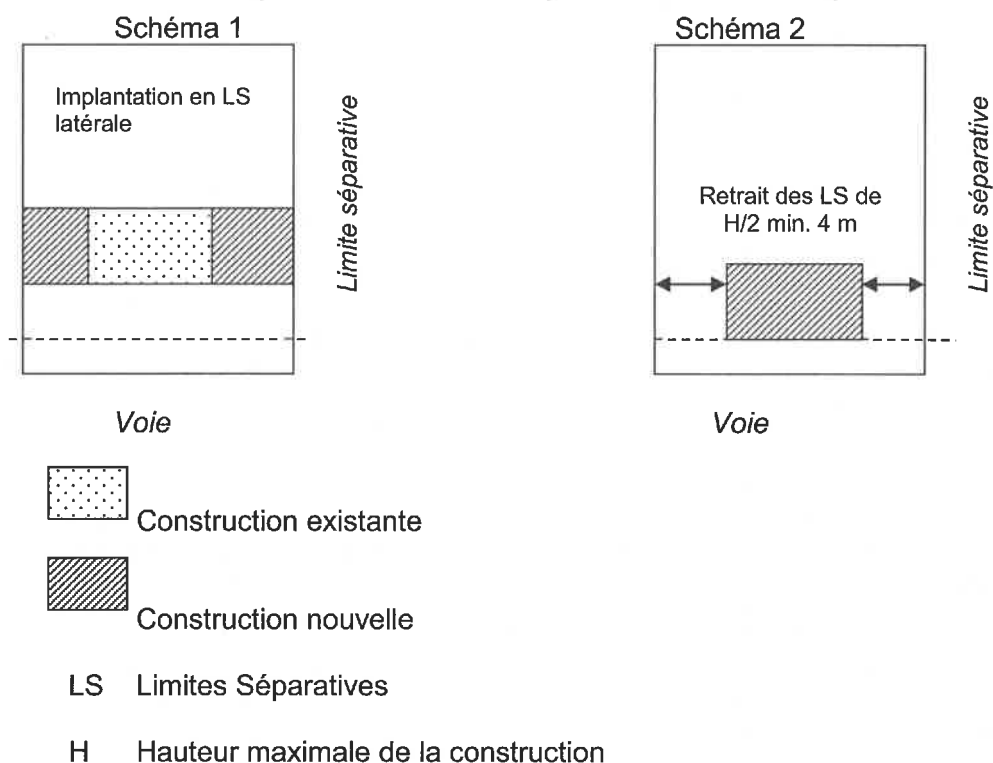 Schéma 1
Implantation en LS
latérale
Limite séparative
Voie
Schéma 2
Retrait des LS de
H/2 min. 4 m
Limite séparative
Voie
Construction existante
Construction nouvelle
LS Limites Séparatives
H Hauteur maximale de la construction